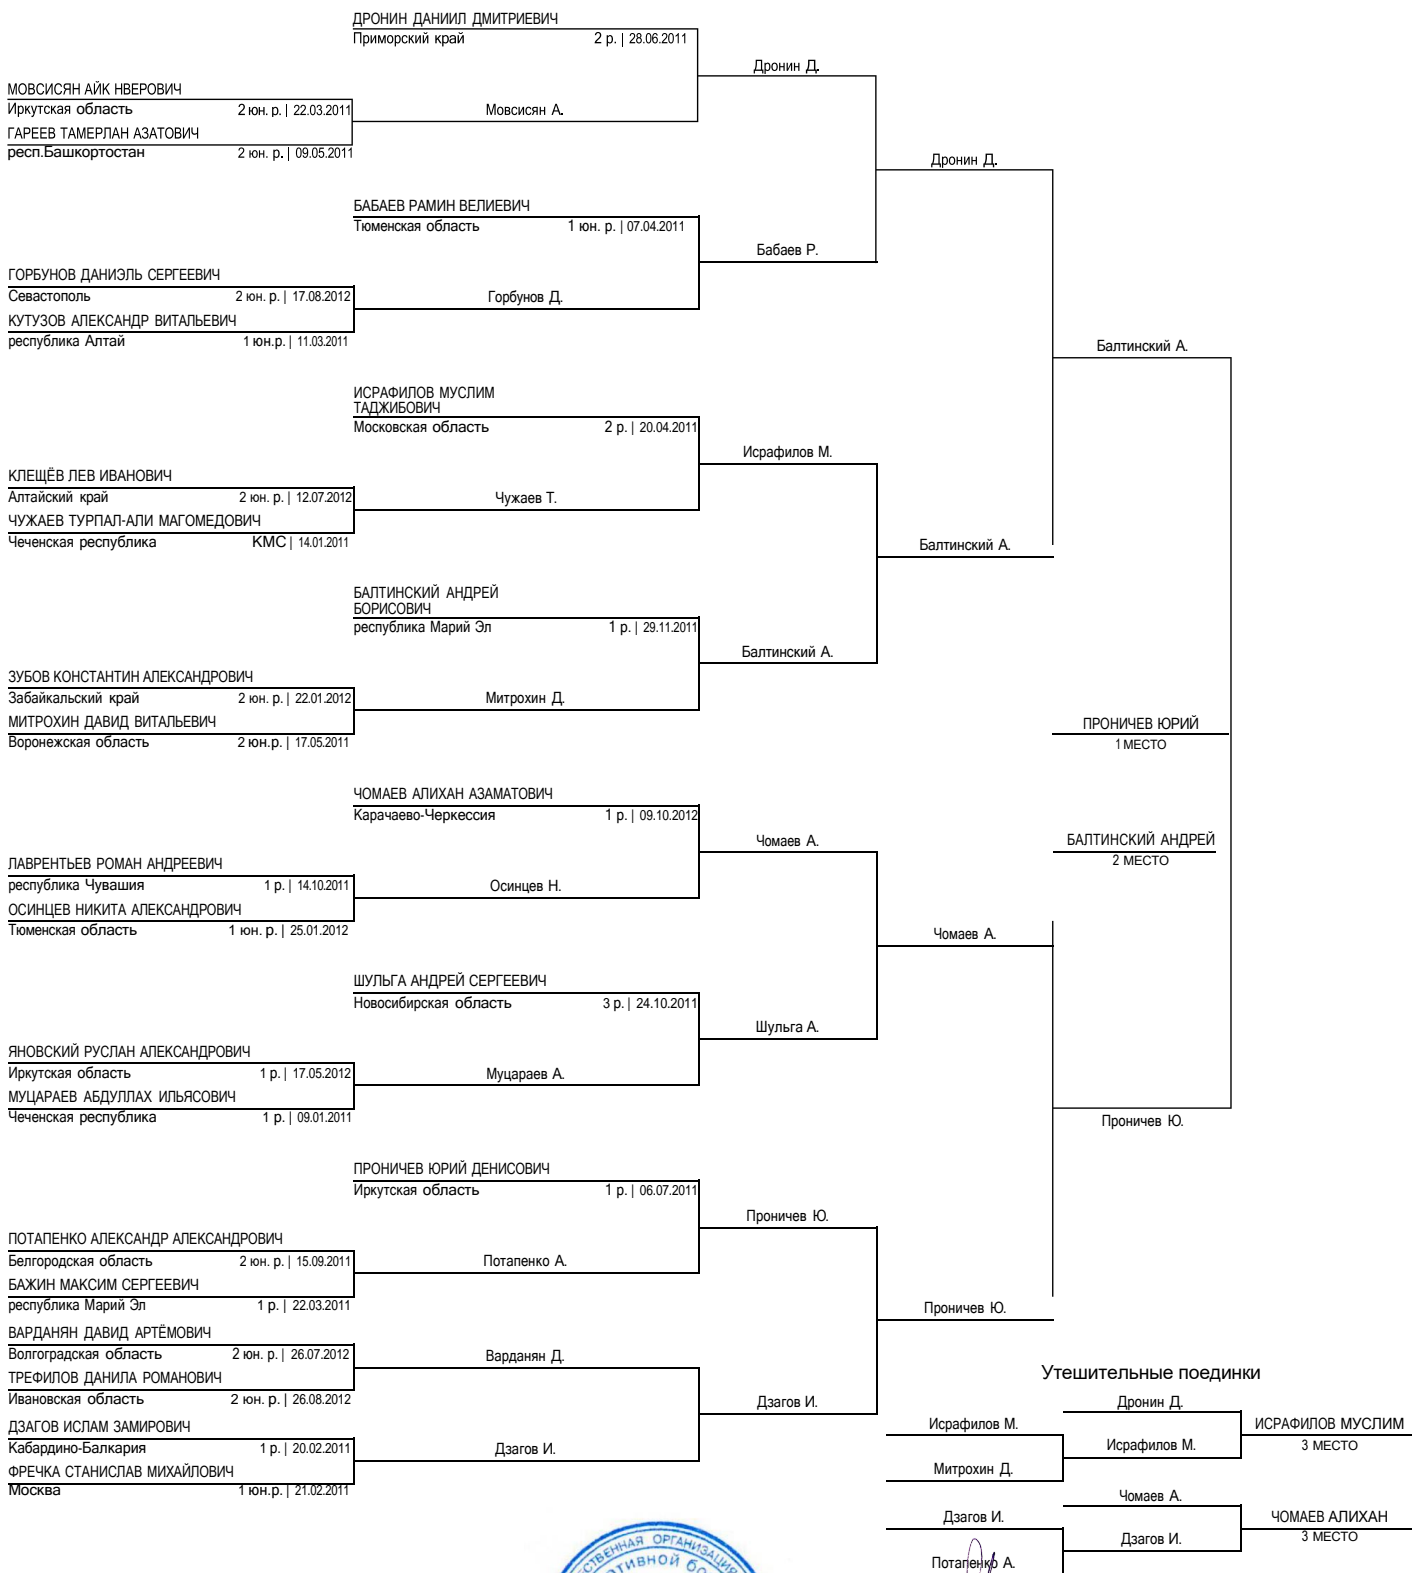 ДРОНИН ДАНИИЛ ДМИТРИЕВИЧ
Приморский край 2 р. | 28.06.2011
Дронин Д.
МОВСИСЯН АЙК НВЕРОВИЧ
Иркутская область 2 юн. р. | 22.03.2011
Мовсисян А.
ГАРЕЕВ ТАМЕРЛАН АЗАТОВИЧ
респ.Башкортостан 2 юн. р. | 09.05.2011
Дронин Д.
БАБАЕВ РАМИН ВЕЛИЕВИЧ
Тюменская область 1 юн. р. | 07.04.2011
Бабаев Р.
ГОРБУНОВ ДАНИЭЛЬ СЕРГЕЕВИЧ
Севастополь 2 юн. р. | 17.08.2012
Горбунов Д.
КУТУЗОВ АЛЕКСАНДР ВИТАЛЬЕВИЧ
республика Алтай 1 юн.р. | 11.03.2011
Балтинский А.
ИСРАФИЛОВ МУСЛИМ
ТАДЖИБОВИЧ
Московская область 2 р. | 20.04.2011
Исрафилов М.
КЛЕЩЁВ ЛЕВ ИВАНОВИЧ
Алтайский край 2 юн. р. | 12.07.2012
Чужаев Т.
ЧУЖАЕВ ТУРПАЛ-АЛИ МАГОМЕДОВИЧ
Чеченская республика КМС | 14.01.2011
Балтинский А.
БАЛТИНСКИЙ АНДРЕЙ
БОРИСОВИЧ
республика Марий Эл 1 р. | 29.11.2011
Балтинский А.
ЗУБОВ КОНСТАНТИН АЛЕКСАНДРОВИЧ
Забайкальский край 2 юн. р. | 22.01.2012
Митрохин Д.
МИТРОХИН ДАВИД ВИТАЛЬЕВИЧ
Воронежская область 2 юн.р. | 17.05.2011
ПРОНИЧЕВ ЮРИЙ
1 МЕСТО
ЧОМАЕВ АЛИХАН АЗАМАТОВИЧ
Карачаево-Черкессия 1 р. | 09.10.2012
Чомаев А.
БАЛТИНСКИЙ АНДРЕЙ
2 МЕСТО
ЛАВРЕНТЬЕВ РОМАН АНДРЕЕВИЧ
республика Чувашия 1 р. | 14.10.2011
Осинцев Н.
ОСИНЦЕВ НИКИТА АЛЕКСАНДРОВИЧ
Тюменская область 1 юн. р. | 25.01.2012
Чомаев А.
ШУЛЬГА АНДРЕЙ СЕРГЕЕВИЧ
Новосибирская область 3 р. | 24.10.2011
Шульга А.
ЯНОВСКИЙ РУСЛАН АЛЕКСАНДРОВИЧ
Иркутская область 1 р. | 17.05.2012
Муцараев А.
МУЦАРАЕВ АБДУЛЛАХ ИЛЬЯСОВИЧ
Чеченская республика 1 р. | 09.01.2011
Проничев Ю.
ПРОНИЧЕВ ЮРИЙ ДЕНИСОВИЧ
Иркутская область 1 р. | 06.07.2011
Проничев Ю.
ПОТАПЕНКО АЛЕКСАНДР АЛЕКСАНДРОВИЧ
Белгородская область 2 юн. р. | 15.09.2011
Потапенко А.
БАЖИН МАКСИМ СЕРГЕЕВИЧ
республика Марий Эл 1 р. | 22.03.2011
Проничев Ю.
ВАРДАНЯН ДАВИД АРТЁМОВИЧ
Волгоградская область 2 юн. р. | 26.07.2012
Варданян Д.
ТРЕФИЛОВ ДАНИЛА РОМАНОВИЧ
Ивановская область 2 юн. р. | 26.08.2012
Дзагов И.
ДЗАГОВ ИСЛАМ ЗАМИРОВИЧ
Кабардино-Балкария 1 р. | 20.02.2011
Дзагов И.
ФРЕЧКА СТАНИСЛАВ МИХАЙЛОВИЧ
Москва 1 юн.р. | 21.02.2011
Утешительные поединки
Дронин Д.
Исрафилов М. ИСРАФИЛОВ МУСЛИМ
Исрафилов М. 3 МЕСТО
Митрохин Д.
Чомаев А.
Дзагов И. ЧОМАЕВ АЛИХАН
Дзагов И. 3 МЕСТО
Потапенко А.
ОРГАНИЗАЦИЯ